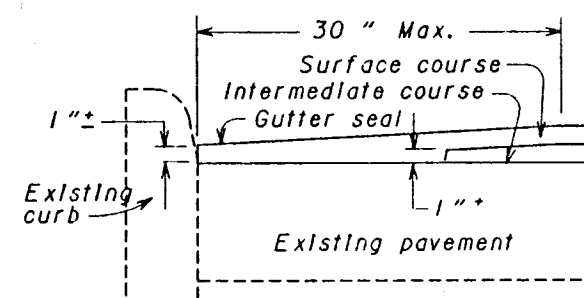 30 " Max.
Surface course
Intermediate course
Gutter seal
1 "±
Existing
curb
1 "+
Existing pavement